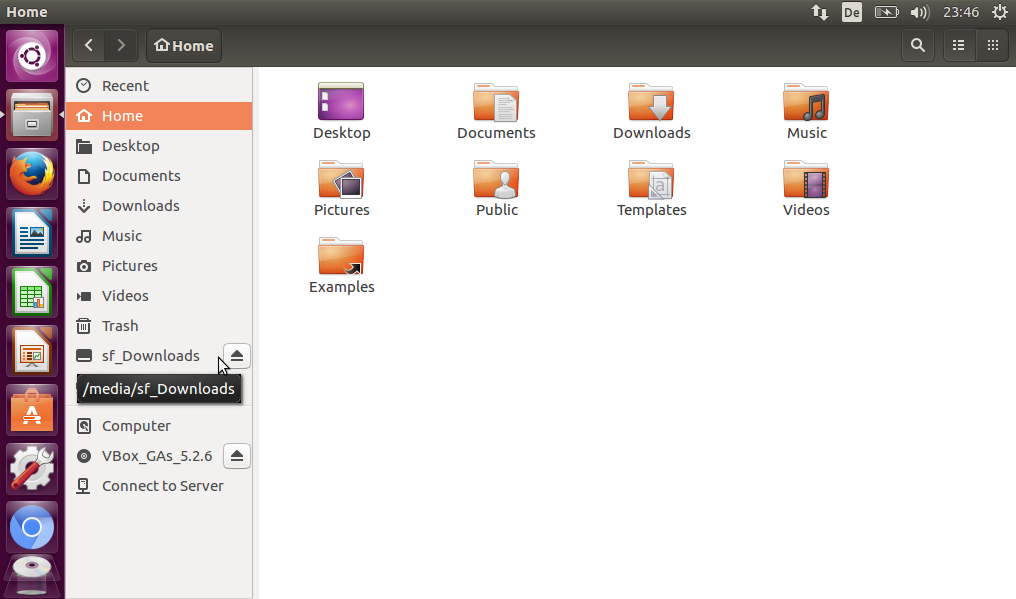 Home
De
23:46
Home
Recent
Home
Desktop
Documents
Downloads
Music
Pictures
Videos
Trash
sf_Downloads
/media/sf_Downloads
Computer
VBox_GAs_5.2.6
Connect to Server
Desktop
Documents
Downloads
Music
Pictures
Public
Templates
Videos
Examples